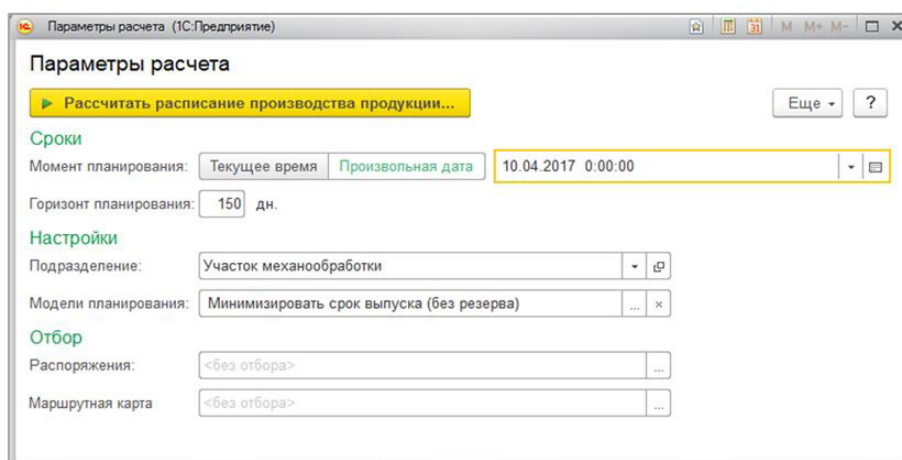 Параметры расчета (1С:Предприятие) 31 M M+ M-
Параметры расчета
Рассчитать расписание производства продукции... Еще ?
Сроки
Момент планирования: Текущее время Произвольная дата 10.04.2017 0:00:00
Горизонт планирования: 150 дн.
Настройки
Подразделение: Участок механообработки
Модели планирования: Минимизировать срок выпуска (без резерва) ... ×
Отбор
Распоряжения: <без отбора> ...
Маршрутная карта <без отбора> ...